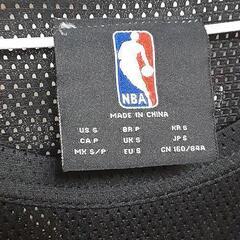 NBA
MADE IN CHINA
US S BR P KR S
CA P UK S JP S
MX S/P EU S CN 160/84A